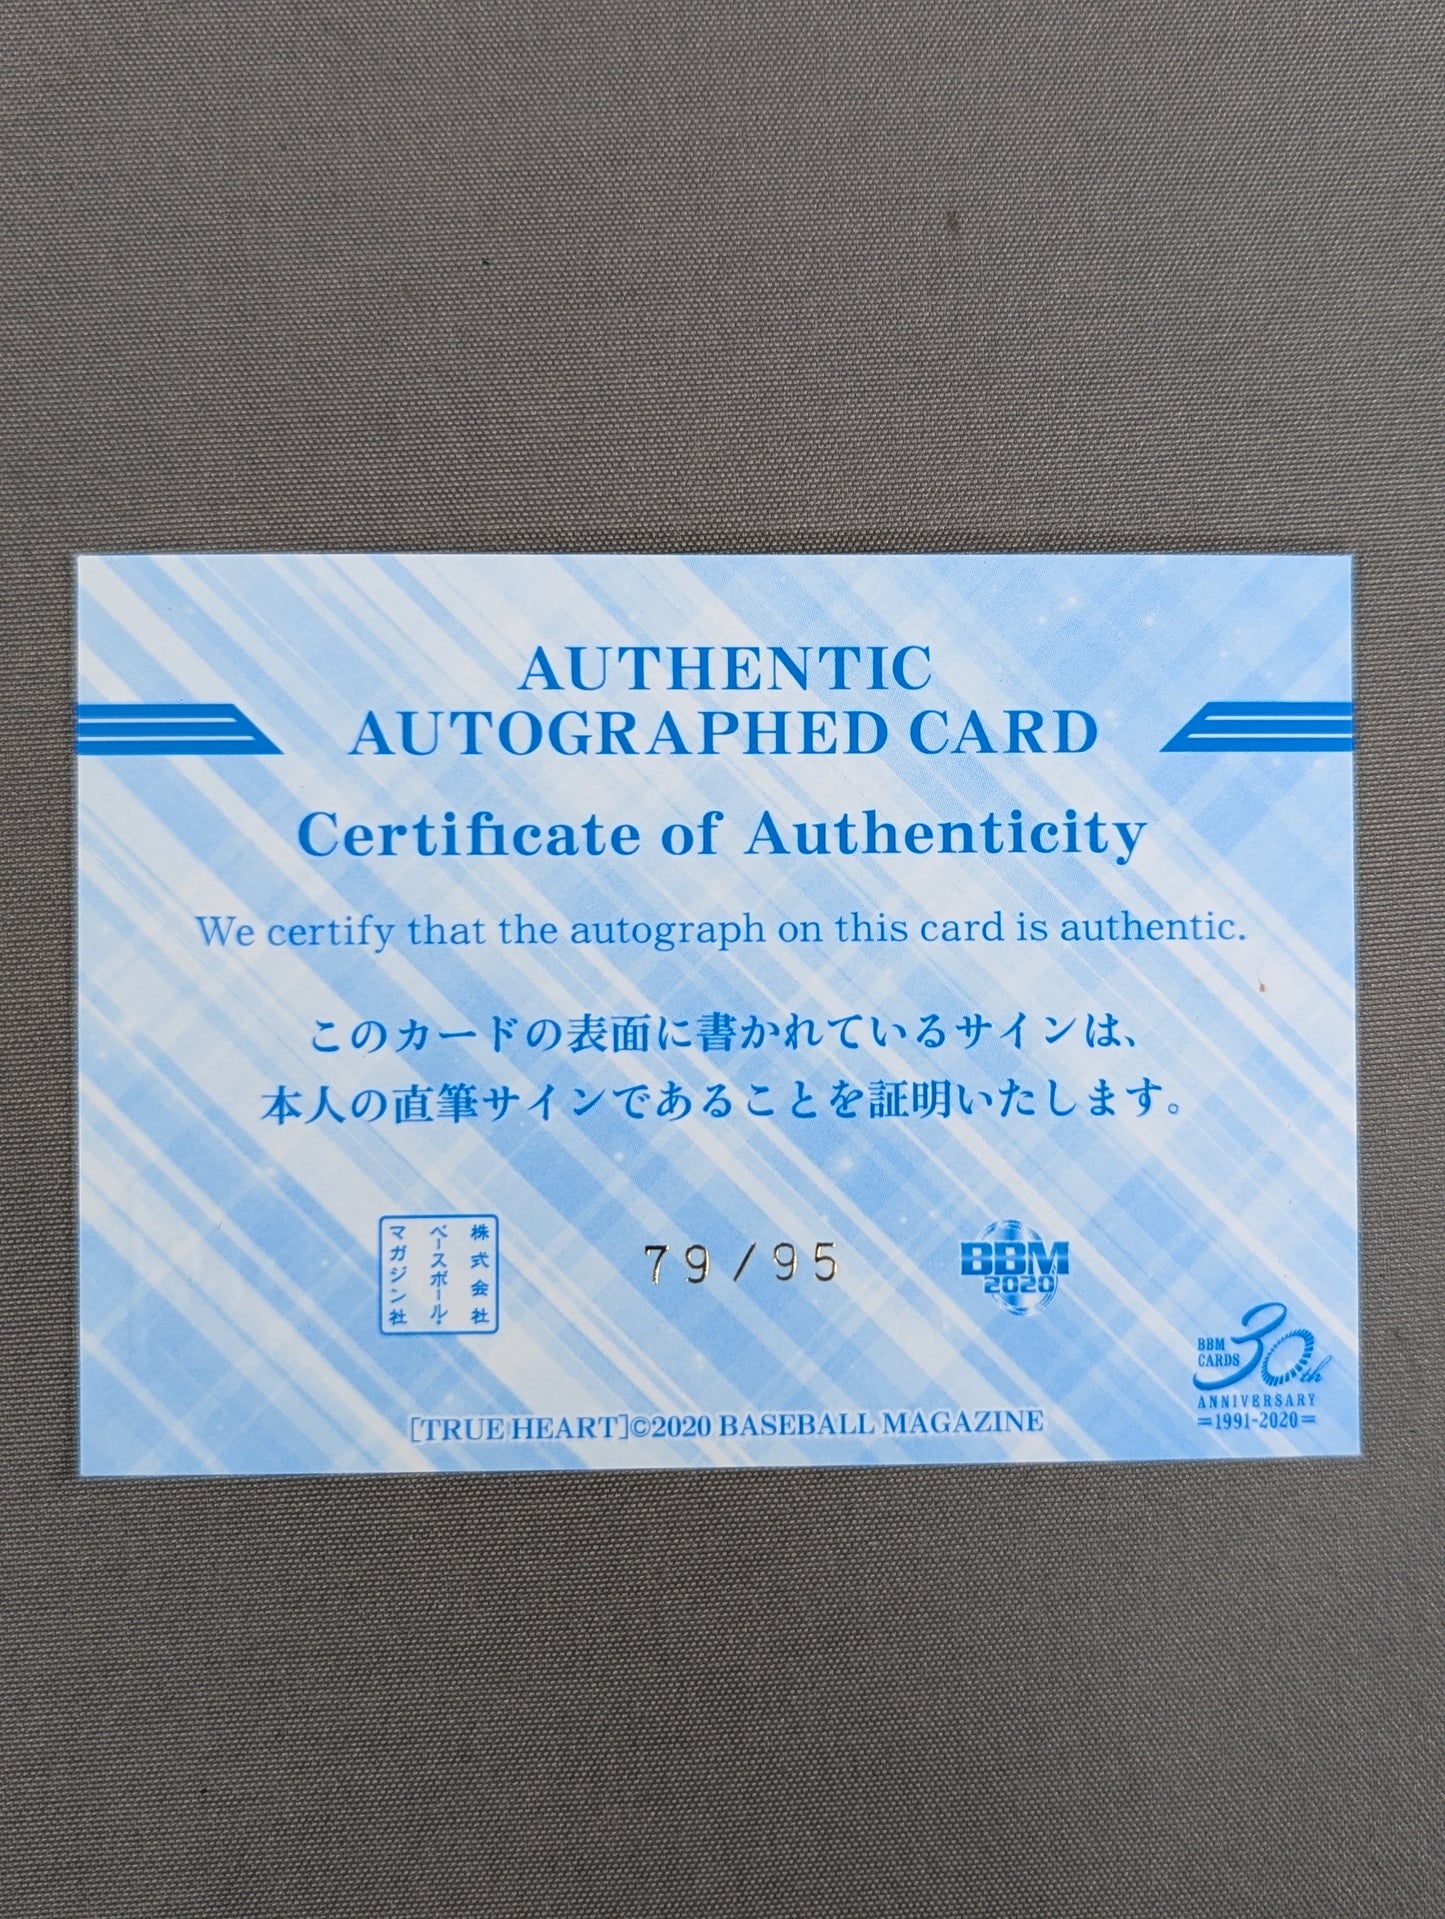 AUTHENTIC
AUTOGRAPHED CARD
Certificate of Authenticity
We certify that the autograph on this card is authentic.
このカードの表面に書かれているサインは、
本人の直筆サインであることを証明いたします。
株式会社
ベースボール・
マガジン社
79/95
BBM
2020
BBM
CARDS
30th
ANNIVERSARY
=1991-2020=
[TRUE HEART]©2020 BASEBALL MAGAZINE